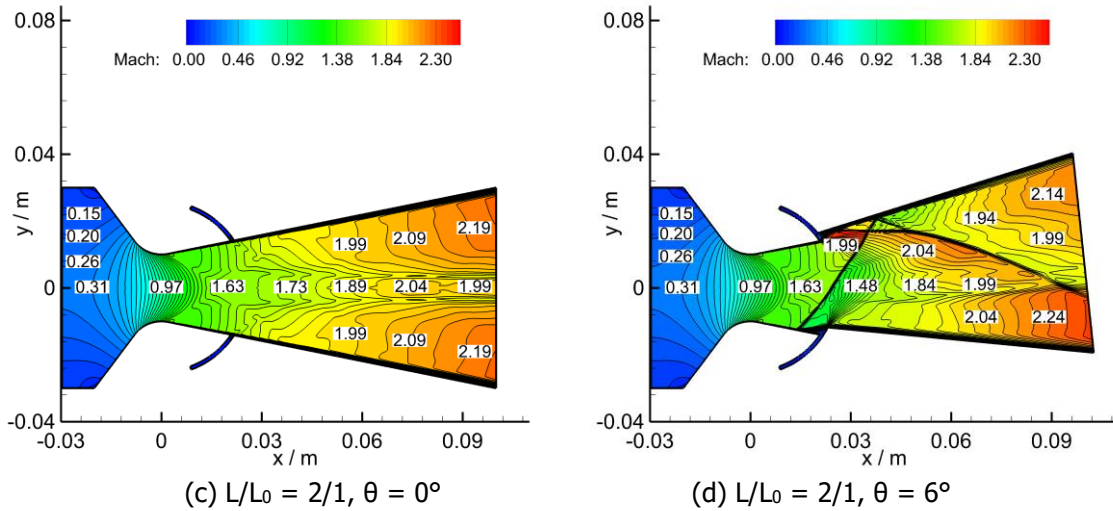 0.08
Mach: 0.00 0.46 0.92 1.38 1.84 2.30
0.04
y / m
0
-0.04
0.15
0.20
0.26
0.31 0.97 1.63 1.73 1.89 2.04 1.99
1.99 2.09 2.19
1.99 2.09 2.19
-0.03 0 0.03 0.06 0.09
x / m
(c) L/L₀ = 2/1, θ = 0°
0.08
Mach: 0.00 0.46 0.92 1.38 1.84 2.30
0.04
y / m
0
-0.04
0.15
0.20
0.26
0.31 0.97 1.63 1.48 1.84 1.99
2.14
1.94
1.99 2.04 1.99
2.04 2.24
-0.03 0 0.03 0.06 0.09
x / m
(d) L/L₀ = 2/1, θ = 6°